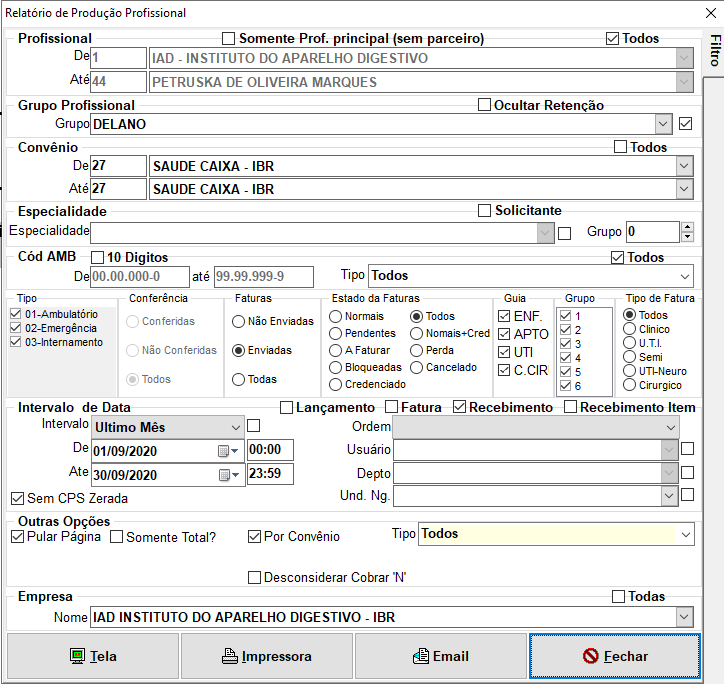 Relatório de Produção Profissional
Filtro
Profissional Somente Prof. principal (sem parceiro) Todos
De 1 IAD - INSTITUTO DO APARELHO DIGESTIVO
Até 44 PETRUSKA DE OLIVEIRA MARQUES
Grupo Profissional Ocultar Retenção
Grupo DELANO
Convênio Todos
De 27 SAUDE CAIXA - IBR
Até 27 SAUDE CAIXA - IBR
Especialidade Solicitante
Especialidade Grupo 0
Cód AMB 10 Digitos Todos
De 00.00.000-0 até 99.99.999-9 Tipo Todos
Tipo
01-Ambulatório
02-Emergência
03-Internamento
Conferência
Conferidas
Não Conferidas
Todos
Faturas
Não Enviadas
Enviadas
Todas
Estado da Faturas
Normais Todos
Pendentes Nomais+Cred
A Faturar Perda
Bloqueadas Cancelado
Credenciado
Guia
ENF.
APTO
UTI
C.CIR
Grupo
1
2
3
4
5
6
Tipo de Fatura
Todos
Clinico
U.T.I.
Semi
UTI-Neuro
Cirurgico
Intervalo de Data Lançamento Fatura Recebimento Recebimento Item
Intervalo Ultimo Mês Ordem
De 01/09/2020 00:00 Usuário
Ate 30/09/2020 23:59 Depto
Sem CPS Zerada Und. Ng.
Outras Opções
Pular Página Somente Total? Por Convênio Tipo Todos
Desconsiderar Cobrar 'N'
Empresa Todas
Nome IAD INSTITUTO DO APARELHO DIGESTIVO - IBR
Tela Impressora Email Fechar